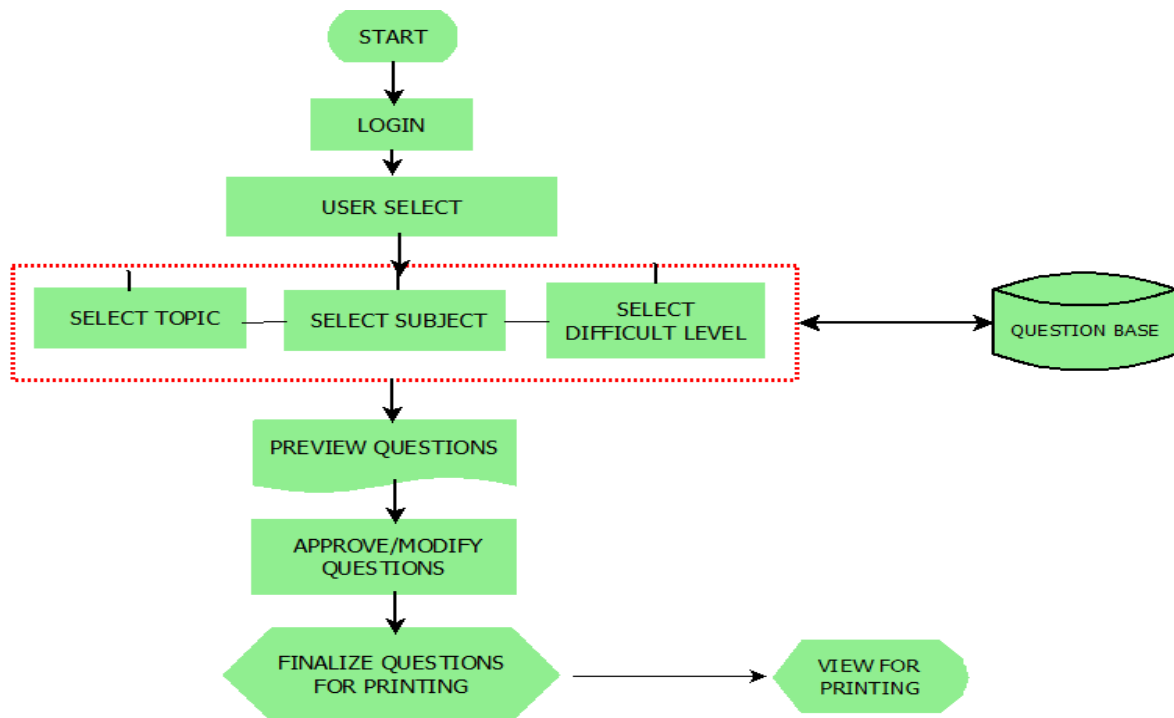 START
LOGIN
USER SELECT
SELECT TOPIC
SELECT SUBJECT
SELECT
DIFFICULT LEVEL
QUESTION BASE
PREVIEW QUESTIONS
APPROVE/MODIFY
QUESTIONS
FINALIZE QUESTIONS
FOR PRINTING
VIEW FOR
PRINTING